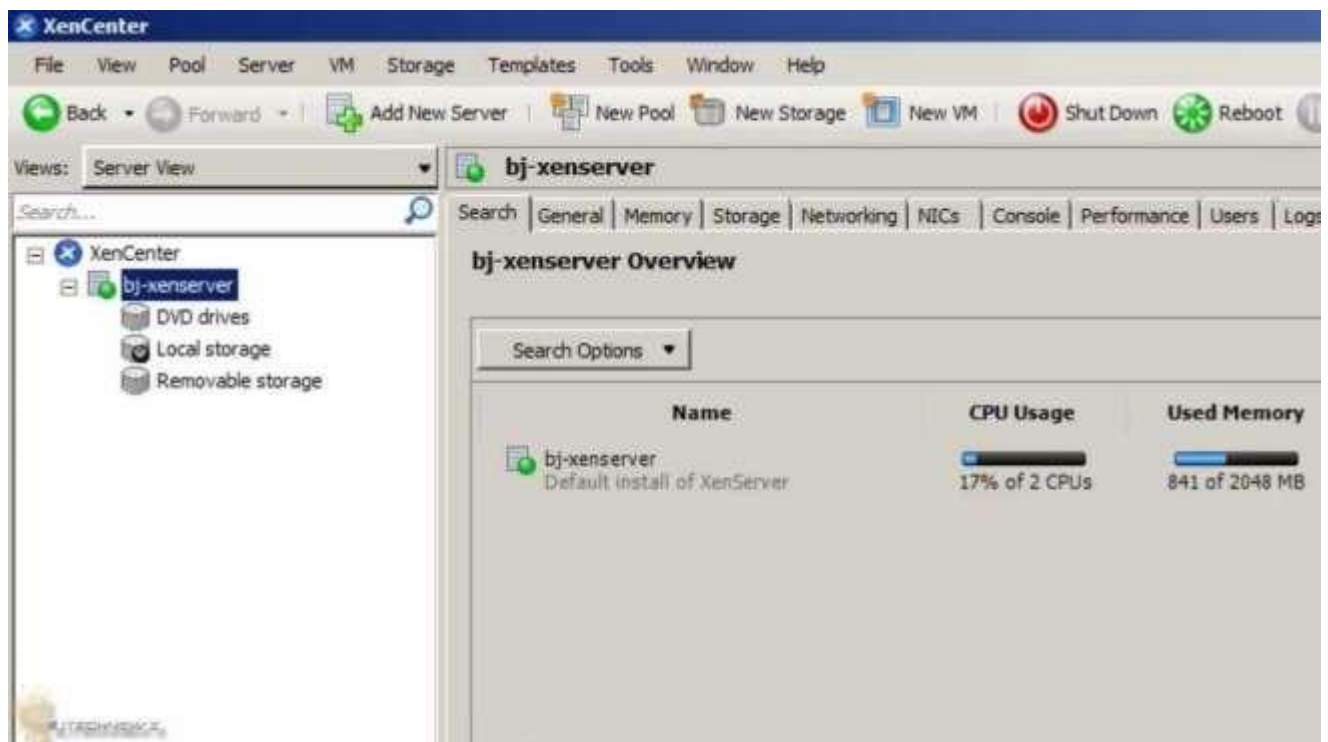 XenCenter
File View Pool Server VM Storage Templates Tools Window Help
Back Forward Add New Server New Pool New Storage New VM Shut Down Reboot
Views: Server View
bj-xenserver
Search...
Search General Memory Storage Networking NICs Console Performance Users Logs
XenCenter
bj-xenserver
DVD drives
Local storage
Removable storage
bj-xenserver Overview
Search Options
Name CPU Usage Used Memory
bj-xenserver
Default install of XenServer
17% of 2 CPUs 841 of 2048 MB